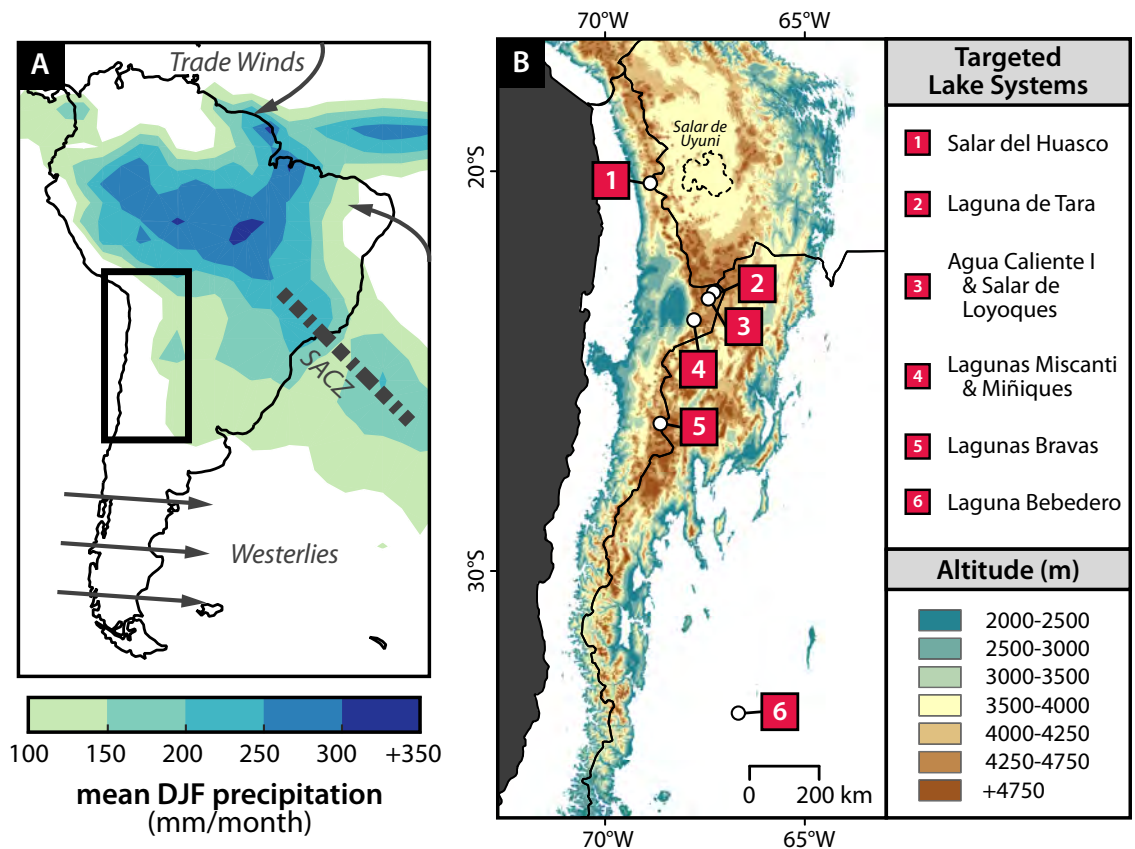 A
Trade Winds
SACZ
Westerlies
100 150 200 250 300 +350
mean DJF precipitation
(mm/month)
70°W 65°W
B
Salar de
Uyuni
20°S
30°S
1
2
3
4
5
6
0 200 km
70°W 65°W
Targeted
Lake Systems
1 Salar del Huasco
2 Laguna de Tara
3 Agua Caliente I
& Salar de
Loyoques
4 Lagunas Miscanti
& Miñiques
5 Lagunas Bravas
6 Laguna Bebedero
Altitude (m)
2000-2500
2500-3000
3000-3500
3500-4000
4000-4250
4250-4750
+4750